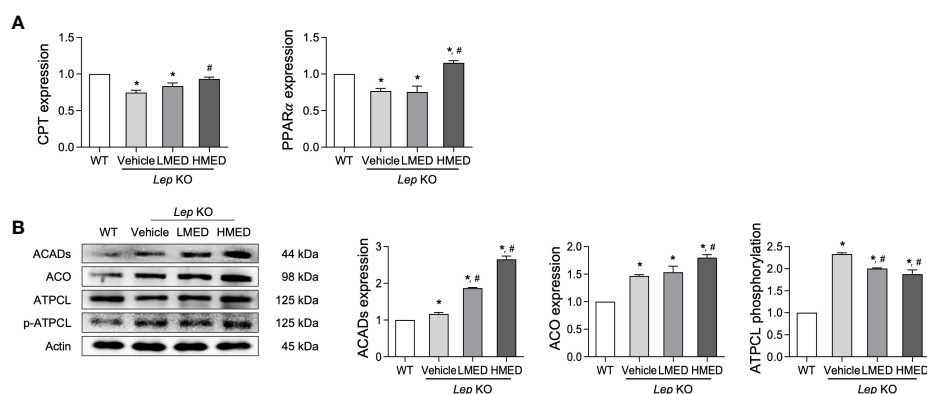 A
CPT expression
1.5
1.0
0.5
0.0
* * #
WT Vehicle LMED HMED
Lep KO
PPARα expression
1.5
1.0
0.5
0.0
* * *, #
WT Vehicle LMED HMED
Lep KO
B
Lep KO
WT Vehicle LMED HMED
ACADs 44 kDa
ACO 98 kDa
ATPCL 125 kDa
p-ATPCL 125 kDa
Actin 45 kDa
ACADs expression
3
2
1
0
* *, # *, #
WT Vehicle LMED HMED
Lep KO
ACO expression
2.0
1.5
1.0
0.5
0.0
* * *, #
WT Vehicle LMED HMED
Lep KO
ATPCL phosphorylation
2.5
2.0
1.5
1.0
0.5
0.0
* *, # *, #
WT Vehicle LMED HMED
Lep KO